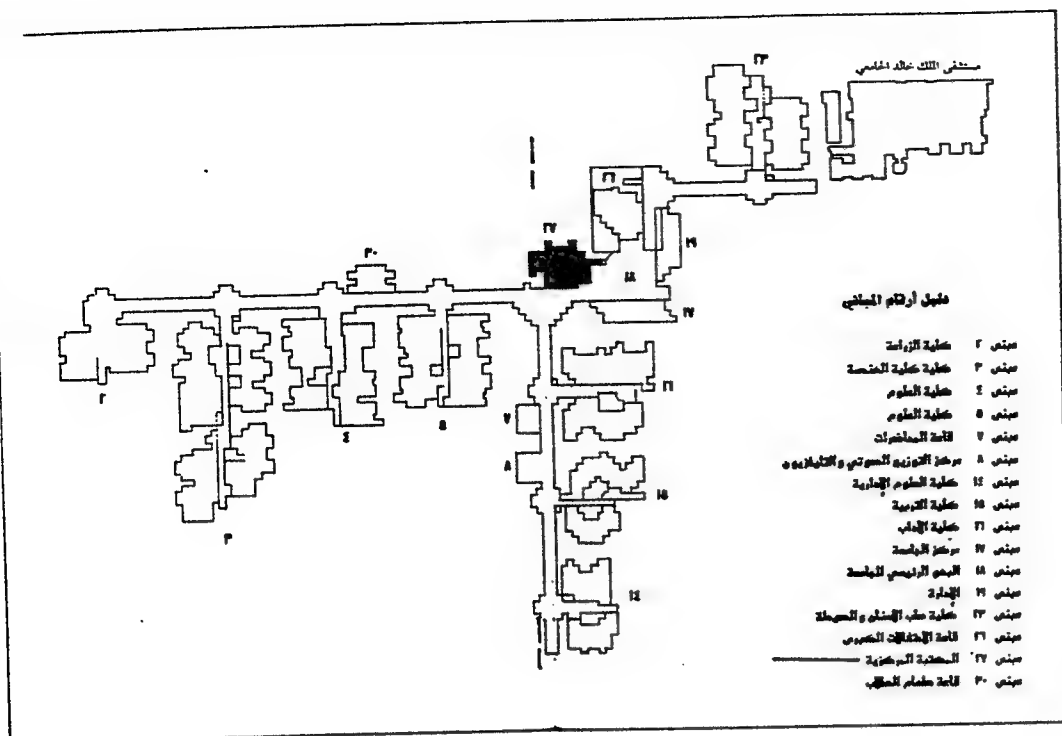 مستشفى الملك خالد الجامعي
٢٣
٢٦
٢٧
١٩
٣٠
١٨
١٧
٢
٢١
٧
٤
٥
٨
١٥
٣
١٤
دليل أرقام المباني
مبنى ٢ كلية الزراعة
مبنى ٣ كلية الهندسة
مبنى ٤ كلية العلوم
مبنى ٥ كلية العلوم
مبنى ٧ قاعة المحاضرات
مبنى ٨ مركز التوزيع الصوتي والتليفزيون
مبنى ١٤ كلية العلوم الإدارية
مبنى ١٥ كلية التربية
مبنى ٢١ كلية الآداب
مبنى ١٧ مركز الجامعة
مبنى ١٨ البهو الرئيسي للجامعة
مبنى ١٩ الإدارة
مبنى ٢٣ كلية طب الأسنان والصيدلة
مبنى ٢٦ قاعة الاحتفالات الكبرى
مبنى ٢٧ المكتبة المركزية
مبنى ٣٠ قاعة طعام الطلاب